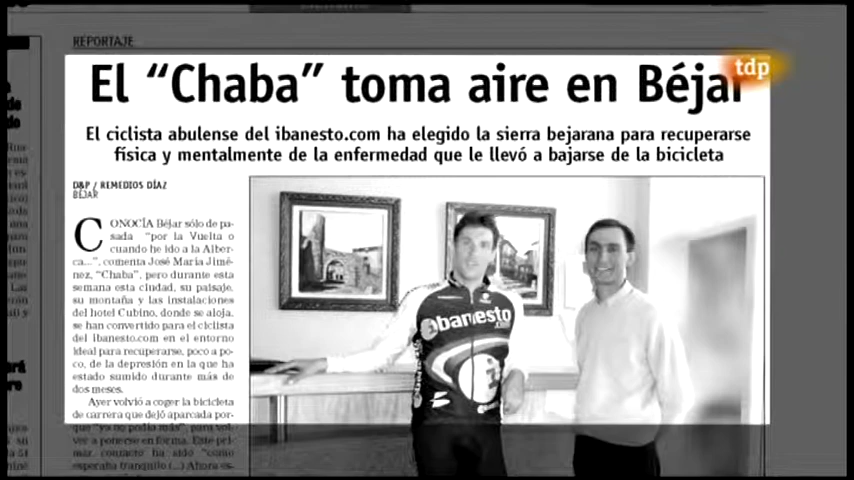 REPORTAJE
tdp
El “Chaba” toma aire en Béjar
El ciclista abulense del ibanesto.com ha elegido la sierra bejarana para recuperarse
física y mentalmente de la enfermedad que le llevó a bajarse de la bicicleta
D&P / REMEDIOS DÍAZ
BÉJAR
CONOCÍA Béjar sólo de pa-
sada “por la Vuelta o
cuando he ido a la Alber-
ca...”, comenta José María Jimé-
nez, “Chaba”, pero durante esta
semana esta ciudad, su paisaje,
su montaña y las instalaciones
del hotel Cubino, donde se aloja,
se han convertido para el ciclista
del ibanesto.com en el entorno
ideal para recuperarse, poco a po-
co, de la depresión en la que ha
estado sumido durante más de
dos meses.
Ayer volvió a coger la bicicleta
de carrera que dejó aparcada por-
que “ya no podía más”, para vol-
ver a ponerse en forma. Este pri-
mer contacto ha sido “como
esperaba tranquilo (...) Ahora es-
ibanesto
.com